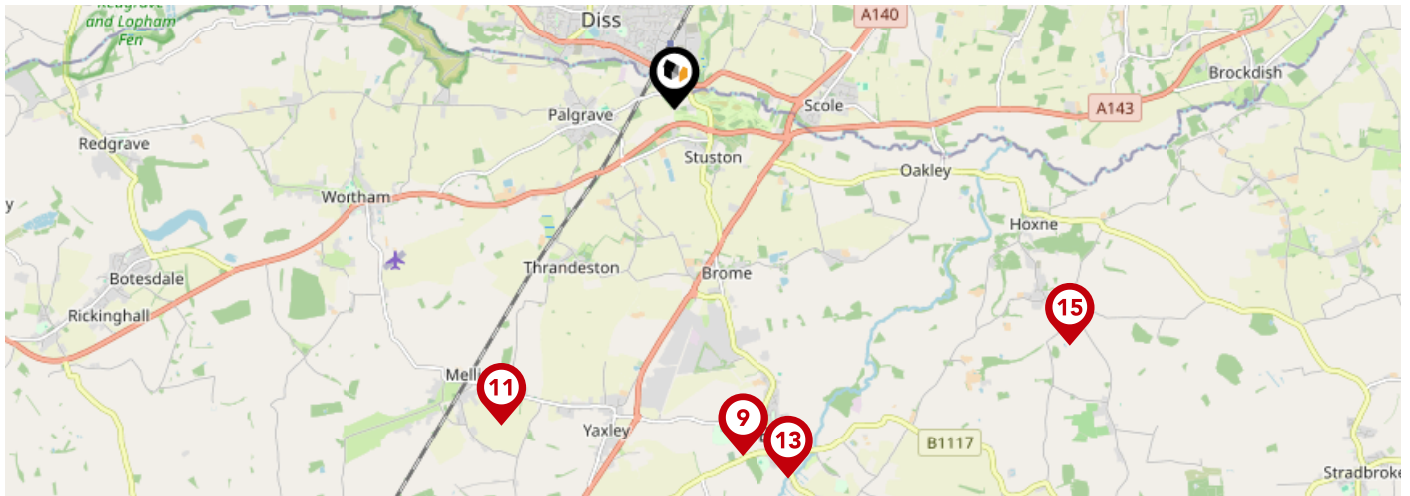 Redgrave
and Lopham
Fen
Diss
A140
Brockdish
Scole
A143
Palgrave
Redgrave
Stuston
Oakley
Wortham
Hoxne
Thrandeston
Brome
Botesdale
Rickinghall
15
Mell
11
9
13
Yaxley
B1117
Stradbroke